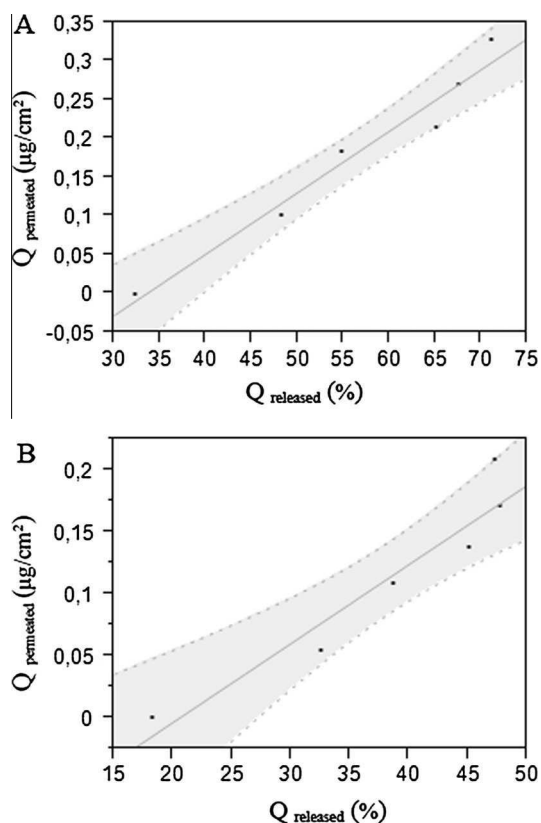 A
0,35
0,3
0,25
0,2
0,15
0,1
0,05
0
-0,05
Q permeated (µg/cm²)
30 35 40 45 50 55 60 65 70 75
Q released (%)
B
0,2
0,15
0,1
0,05
0
Q permeated (µg/cm²)
15 20 25 30 35 40 45 50
Q released (%)